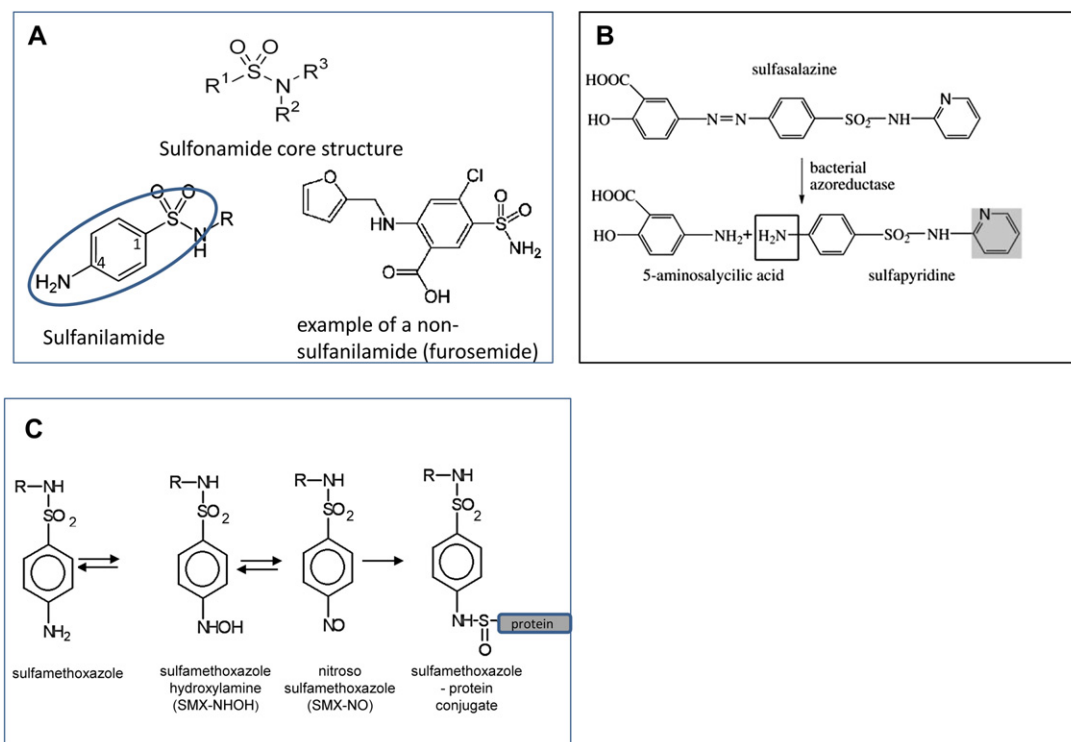 A
O O
S
R¹ N R³
R²
Sulfonamide core structure
O O
S
N R
H
1
4
H₂N
Sulfanilamide
O
NH
Cl
O
S
O
NH₂
O
OH
example of a non-
sulfanilamide (furosemide)
B
sulfasalazine
HOOC
HO
N=N
SO₂
NH
N
bacterial
azoreductase
HOOC
HO
NH₂+
H₂N
SO₂
NH
N
5-aminosalycilic acid
sulfapyridine
C
R—NH
SO₂
NH₂
sulfamethoxazole
R—NH
SO₂
NHOH
sulfamethoxazole
hydroxylamine
(SMX-NHOH)
R—NH
SO₂
NO
nitroso
sulfamethoxazole
(SMX-NO)
R—NH
SO₂
NH-S
O
protein
sulfamethoxazole
- protein
conjugate